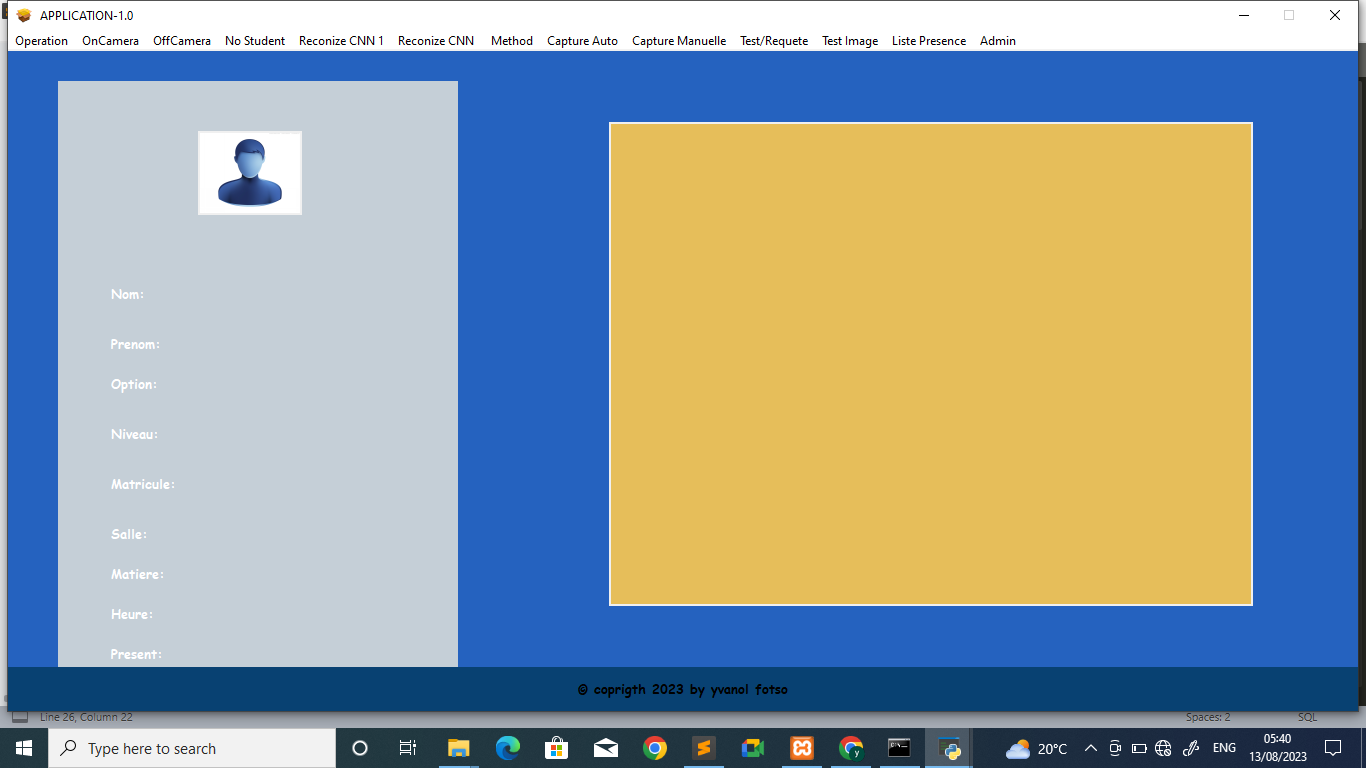 APPLICATION-1.0
Operation OnCamera OffCamera No Student Reconize CNN 1 Reconize CNN Method Capture Auto Capture Manuelle Test/Requete Test Image Liste Presence Admin
Nom:
Prenom:
Option:
Niveau:
Matricule:
Salle:
Matiere:
Heure:
Present:
© coprigth 2023 by yvanol fotso
Line 26, Column 22 Spaces: 2 SQL
Type here to search 20°C ENG 05:40
13/08/2023